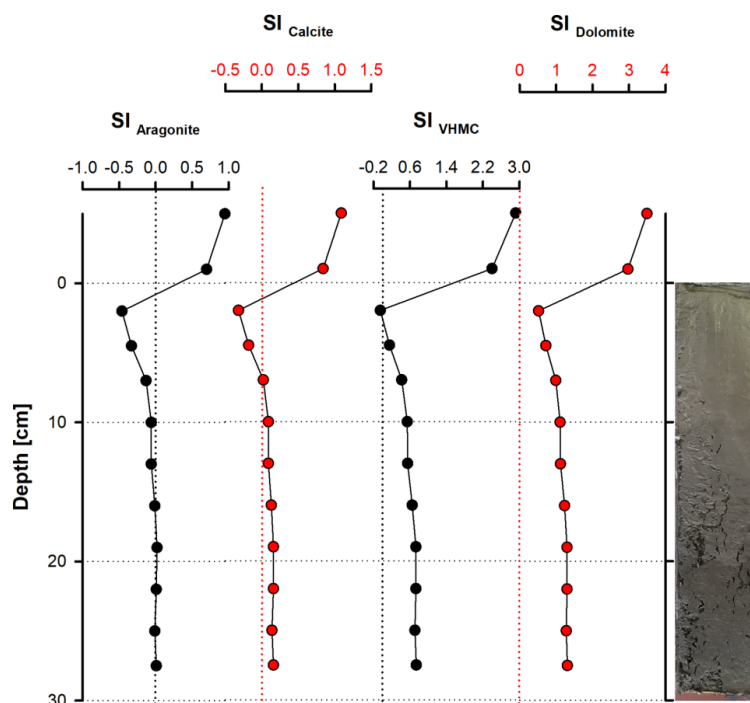 SI Calcite
SI Dolomite
-0.5 0.0 0.5 1.0 1.5
0 1 2 3 4
SI Aragonite
SI VHMC
-1.0 -0.5 0.0 0.5 1.0
-0.2 0.6 1.4 2.2 3.0
0
10
Depth [cm]
20
30